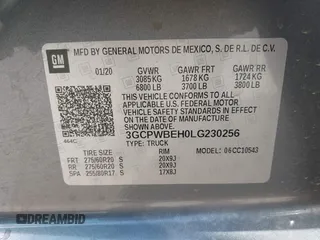 GM MFD BY GENERAL MOTORS DE MEXICO, S. DE R.L. DE C.V.
01/20 GVWR GAWR FRT GAWR RR
3085 KG 1678 KG 1724 KG
6800 LB 3700 LB 3800 LB
THIS VEHICLE CONFORMS TO ALL APPLICABLE
U.S. FEDERAL MOTOR VEHICLE SAFETY
STANDARDS IN EFFECT ON THE DATE OF
MANUFACTURE SHOWN ABOVE.
3GCPWBEH0LG230256
TYPE: TRUCK
MODEL:
TIRE SIZE RIM
FRT 275/60R20 S 20X9J
RR 275/60R20 S 20X9J
SPA 255/80R17 S 17X8J
© COPART.COM